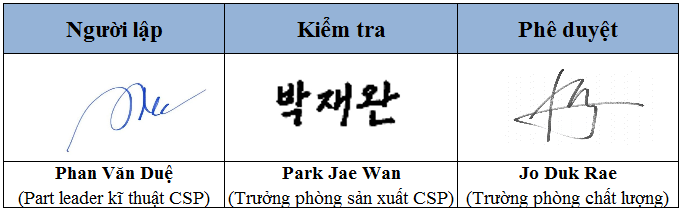 Người lập
Kiểm tra
Phê duyệt
박재완
Phan Văn Duệ
Park Jae Wan
Jo Duk Rae
(Part leader kĩ thuật CSP)
(Trưởng phòng sản xuất CSP)
(Trường phòng chất lượng)